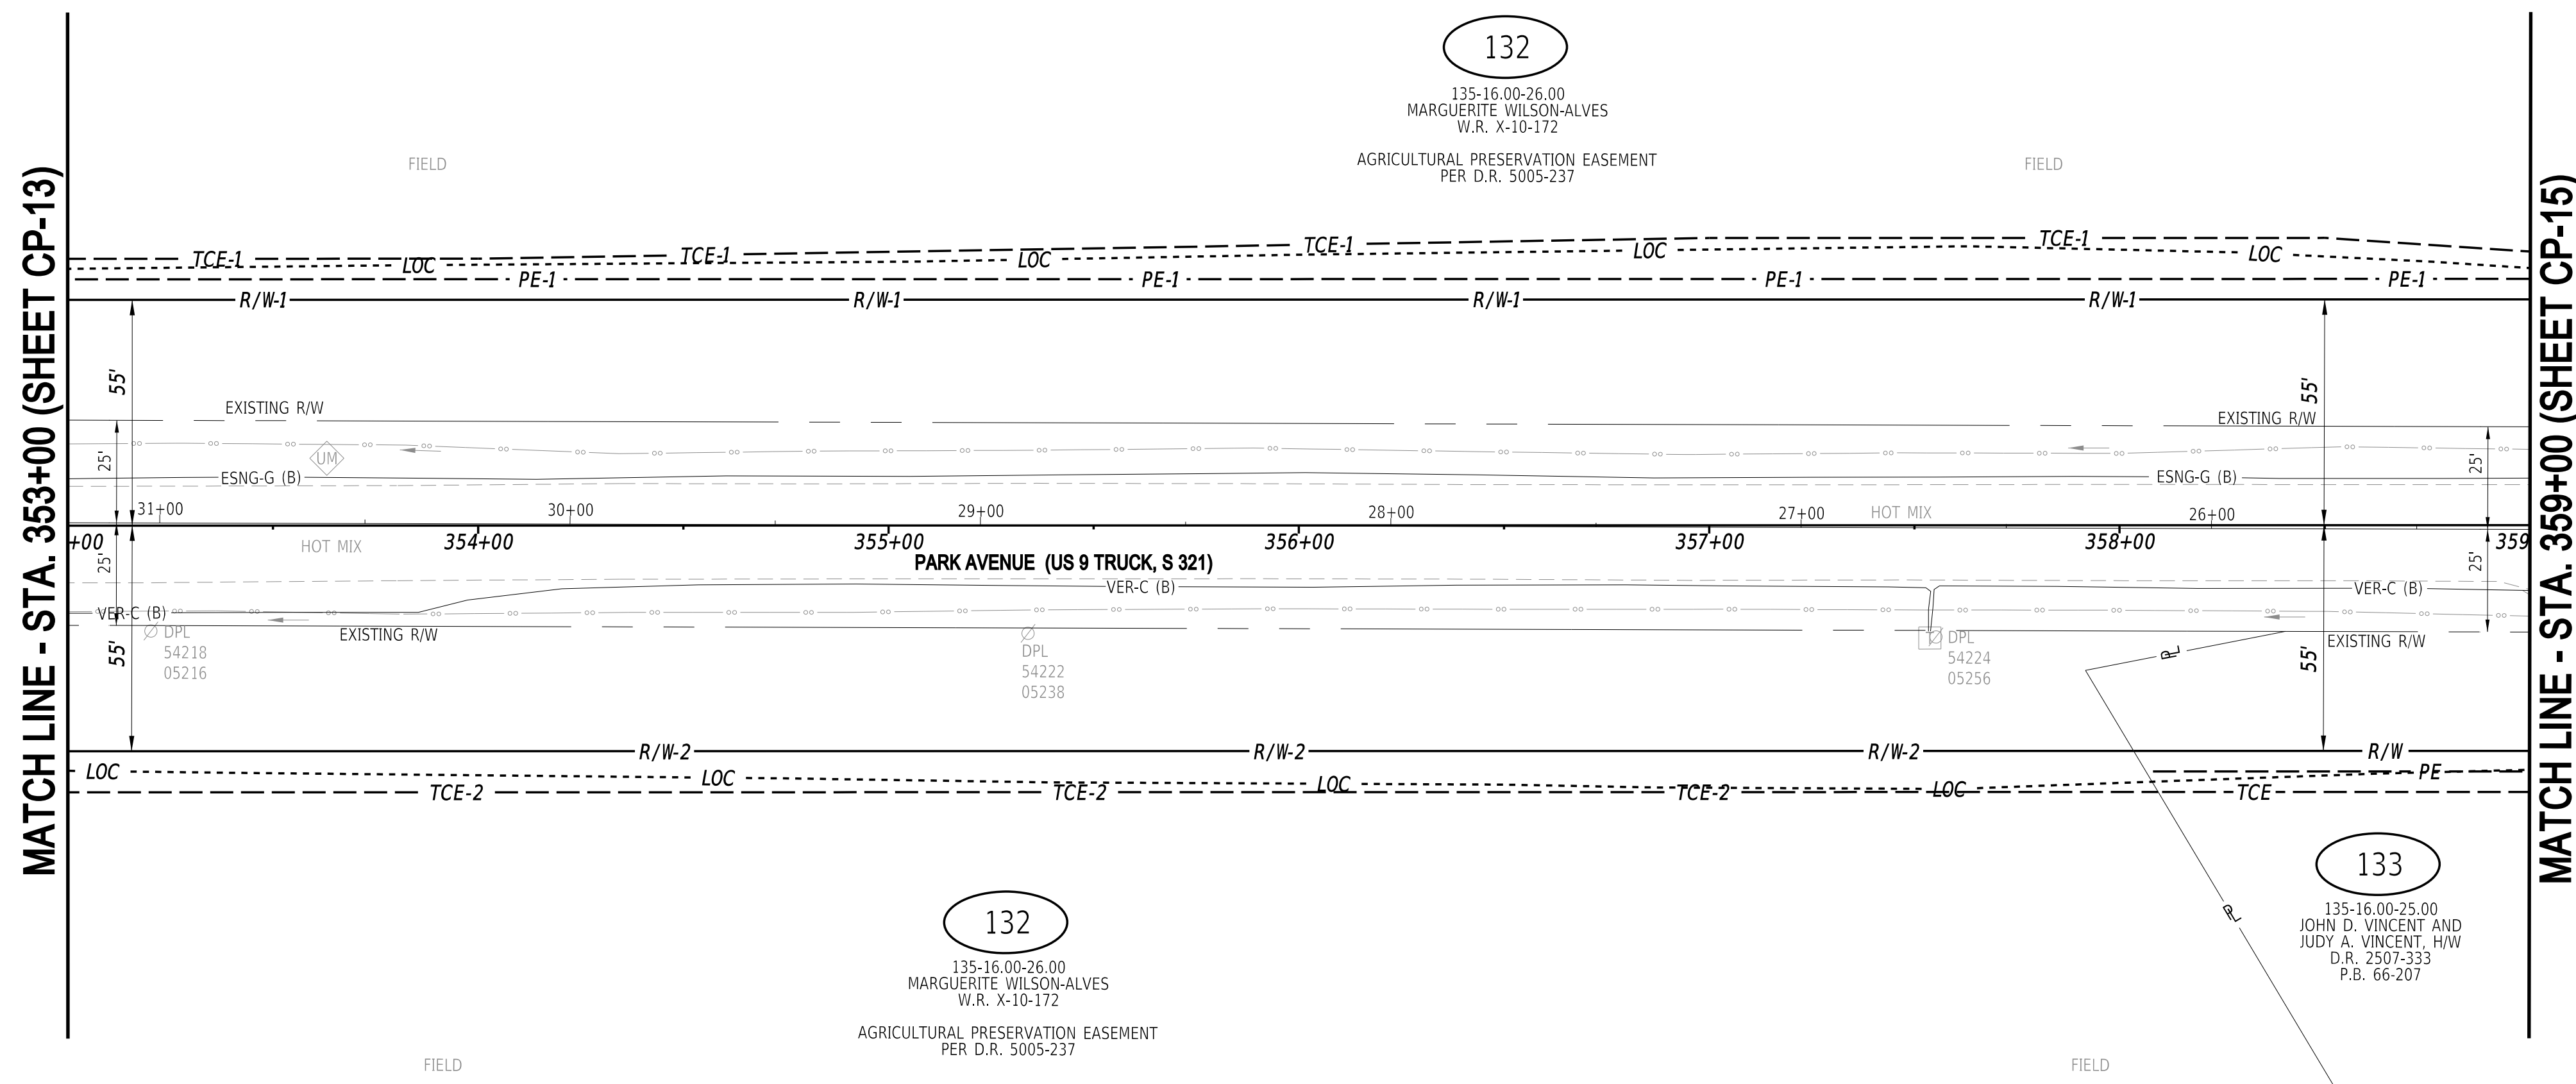 132
135-16.00-26.00
MARGUERITE WILSON-ALVES
W.R. X-10-172
AGRICULTURAL PRESERVATION EASEMENT
PER D.R. 5005-237
FIELD
FIELD
MATCH LINE - STA. 353+00 (SHEET CP-13)
MATCH LINE - STA. 359+00 (SHEET CP-15)
TCE-1 TCE-1 TCE-1 TCE-1
LOC LOC LOC LOC
PE-1 PE-1 PE-1 PE-1
R/W-1 R/W-1 R/W-1 R/W-1
55'
55'
EXISTING R/W
EXISTING R/W
25'
UM
25'
ESNG-G (B)
ESNG-G (B)
31+00 30+00 29+00 28+00 27+00 HOT MIX 26+00
+00 HOT MIX 354+00 355+00 356+00 357+00 358+00 359
PARK AVENUE (US 9 TRUCK, S 321)
25'
25'
VER-C (B)
VER-C (B)
VER-C (B)
EXISTING R/W
EXISTING R/W
DPL
54218
05216
DPL
54222
05238
T
DPL
54224
05256
PL
55'
55'
R/W-2 R/W-2 R/W-2 R/W
LOC LOC LOC LOC
PE
TCE-2 TCE-2 TCE-2 TCE
PL
132
135-16.00-26.00
MARGUERITE WILSON-ALVES
W.R. X-10-172
AGRICULTURAL PRESERVATION EASEMENT
PER D.R. 5005-237
133
135-16.00-25.00
JOHN D. VINCENT AND
JUDY A. VINCENT, H/W
D.R. 2507-333
P.B. 66-207
FIELD
FIELD